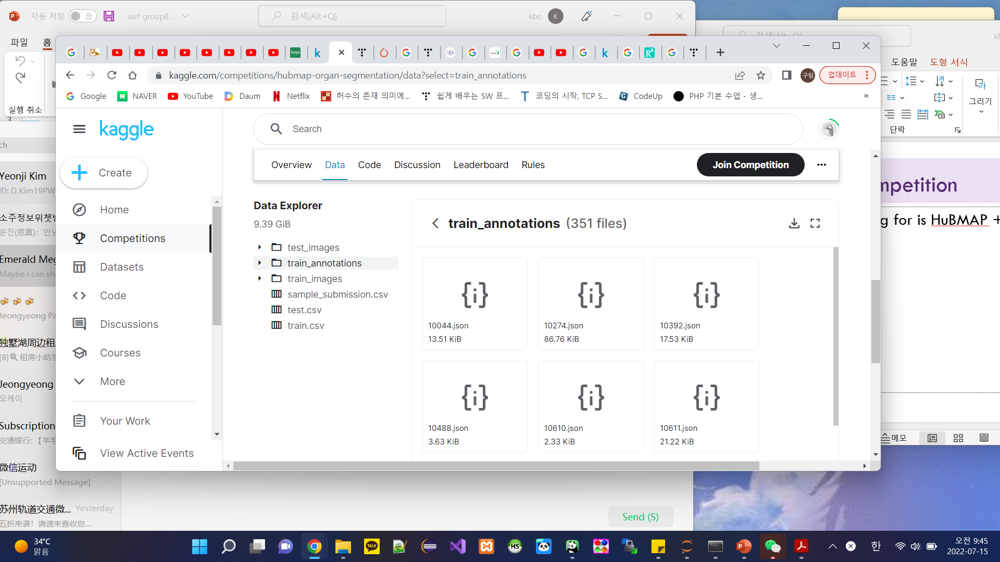 자동 저장
끔
surf groupB...
검색(Alt+Q)
kbc
K
파일
홈
실행 취소
kaggle.com/competitions/hubmap-organ-segmentation/data?select=train_annotations
구링
업데이트
Google
NAVER
YouTube
Daum
Netflix
허수의 존재 의미에...
쉽게 배우는 SW 프...
코딩의 시작, TCP S...
CodeUp
PHP 기본 수업 - 생...
»
도움말
도형 서식
그리기
단락
kaggle
Search
Create
Home
Competitions
Datasets
Code
Discussions
Courses
More
Your Work
View Active Events
Overview
Data
Code
Discussion
Leaderboard
Rules
Join Competition
Data Explorer
9.39 GiB
test_images
train_annotations
train_images
sample_submission.csv
test.csv
train.csv
train_annotations (351 files)
10044.json
13.51 KiB
10274.json
86.76 KiB
10392.json
17.53 KiB
10488.json
3.63 KiB
10610.json
2.33 KiB
10611.json
21.22 KiB
ch
Yeonji Kim
ID: D.Kim19PW
소주정보위쳇방
은진(恩真): 안녕
Emerald Meg
Maybe I can sh
Jeongyeong Pa
独墅湖周边租
[8] 租房小助手
Jeongyeong
오케이
Subscription
交通银行: 【羊毛
微信运动
[Unsupported Message]
苏州轨道交通微...
Yesterday
五折来袭！请速来查收您...
Send (S)
mpetition
g for is HuBMAP +
메모
34°C
맑음
한
오전 9:45
2022-07-15